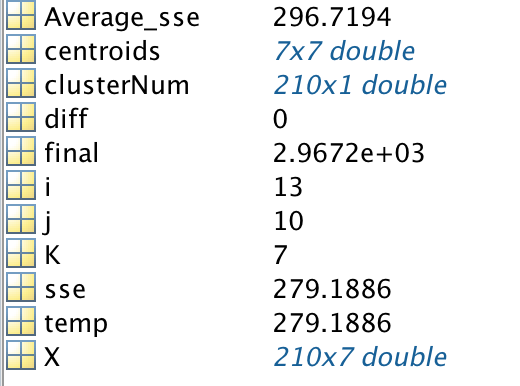 Average_sse 296.7194
centroids 7x7 double
clusterNum 210x1 double
diff 0
final 2.9672e+03
i 13
j 10
K 7
sse 279.1886
temp 279.1886
X 210x7 double